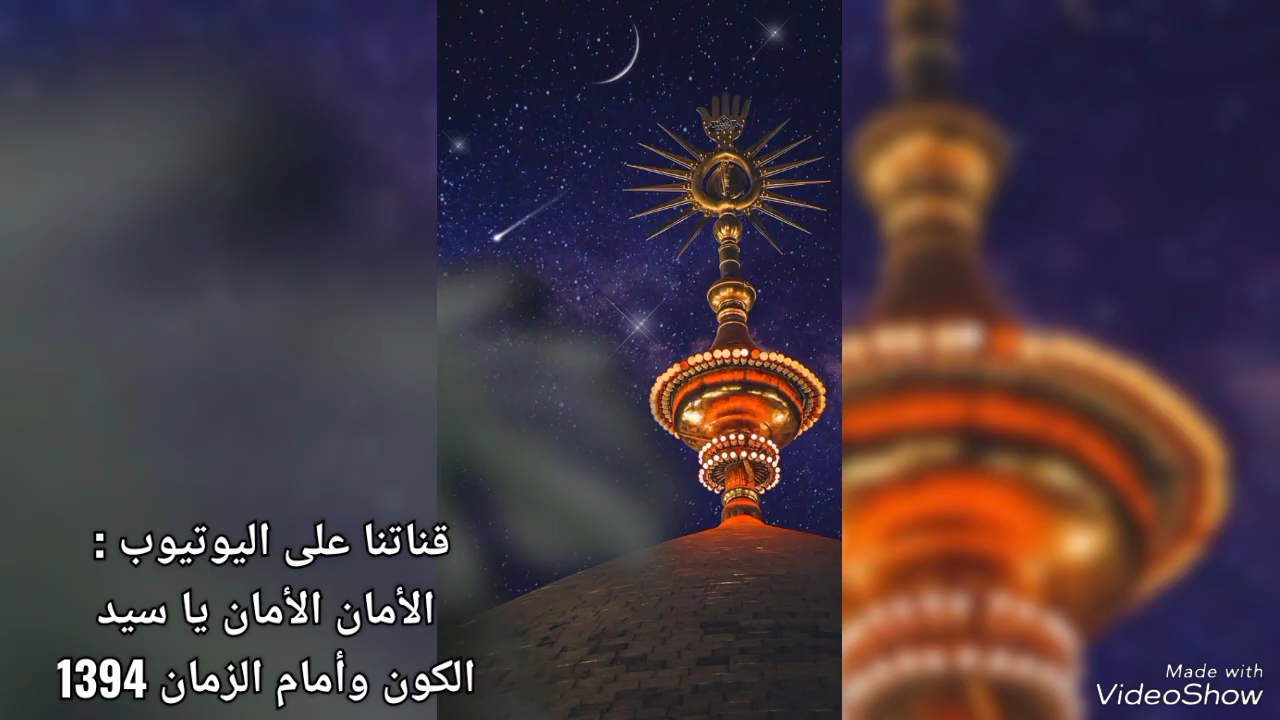 قناتنا على اليوتيوب :
الأمان الأمان يا سيد
الكون وأمام الزمان 1394
Made with
VideoShow